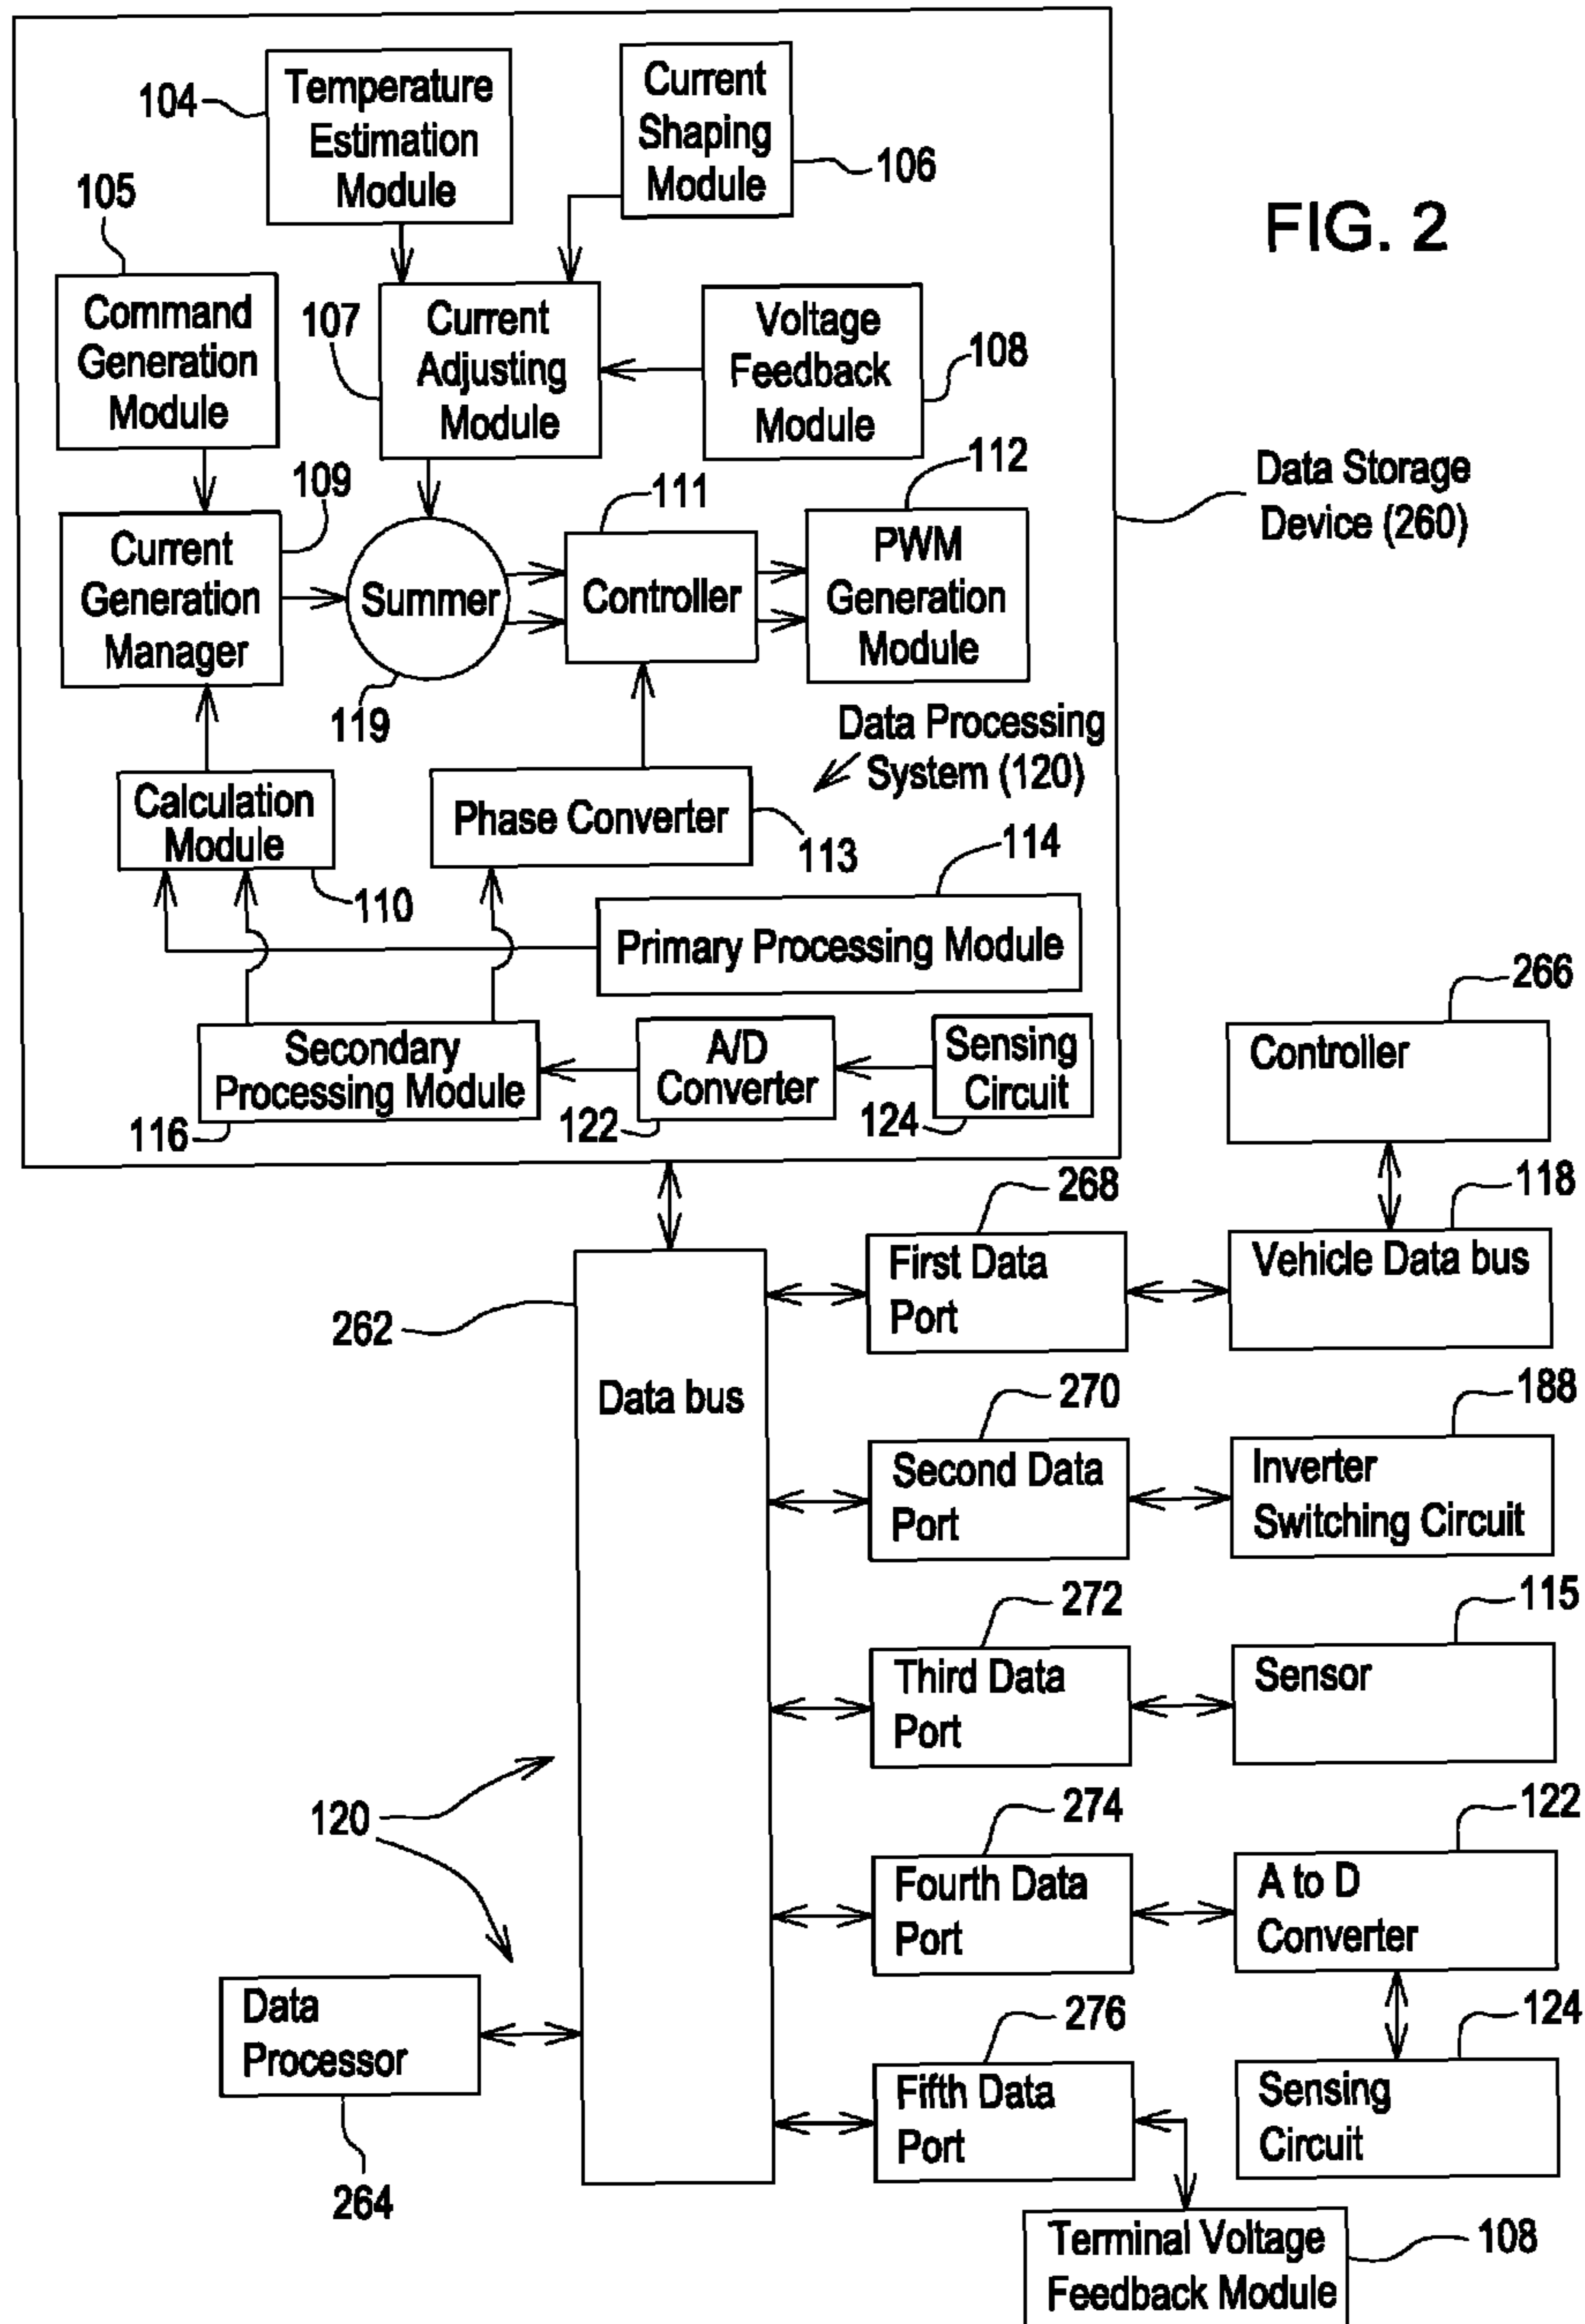 Temperature
Estimation
Module
104
Current
Shaping
Module
106
105
FIG. 2
Command
Generation
Module
107
Current
Adjusting
Module
Voltage
Feedback
Module
108
109
111
112
Data Storage
Device (260)
Current
Generation
Manager
Summer
Controller
PWM
Generation
Module
119
Data Processing
System (120)
Calculation
Module
Phase Converter
113
114
110
Primary Processing Module
Secondary
Processing Module
A/D
Converter
Sensing
Circuit
116
122
124
266
Controller
268
118
First Data
Port
Vehicle Data bus
262
Data bus
270
188
Second Data
Port
Inverter
Switching Circuit
272
115
Third Data
Port
Sensor
120
274
122
Fourth Data
Port
A to D
Converter
Data
Processor
264
276
124
Fifth Data
Port
Sensing
Circuit
Terminal Voltage
Feedback Module
108